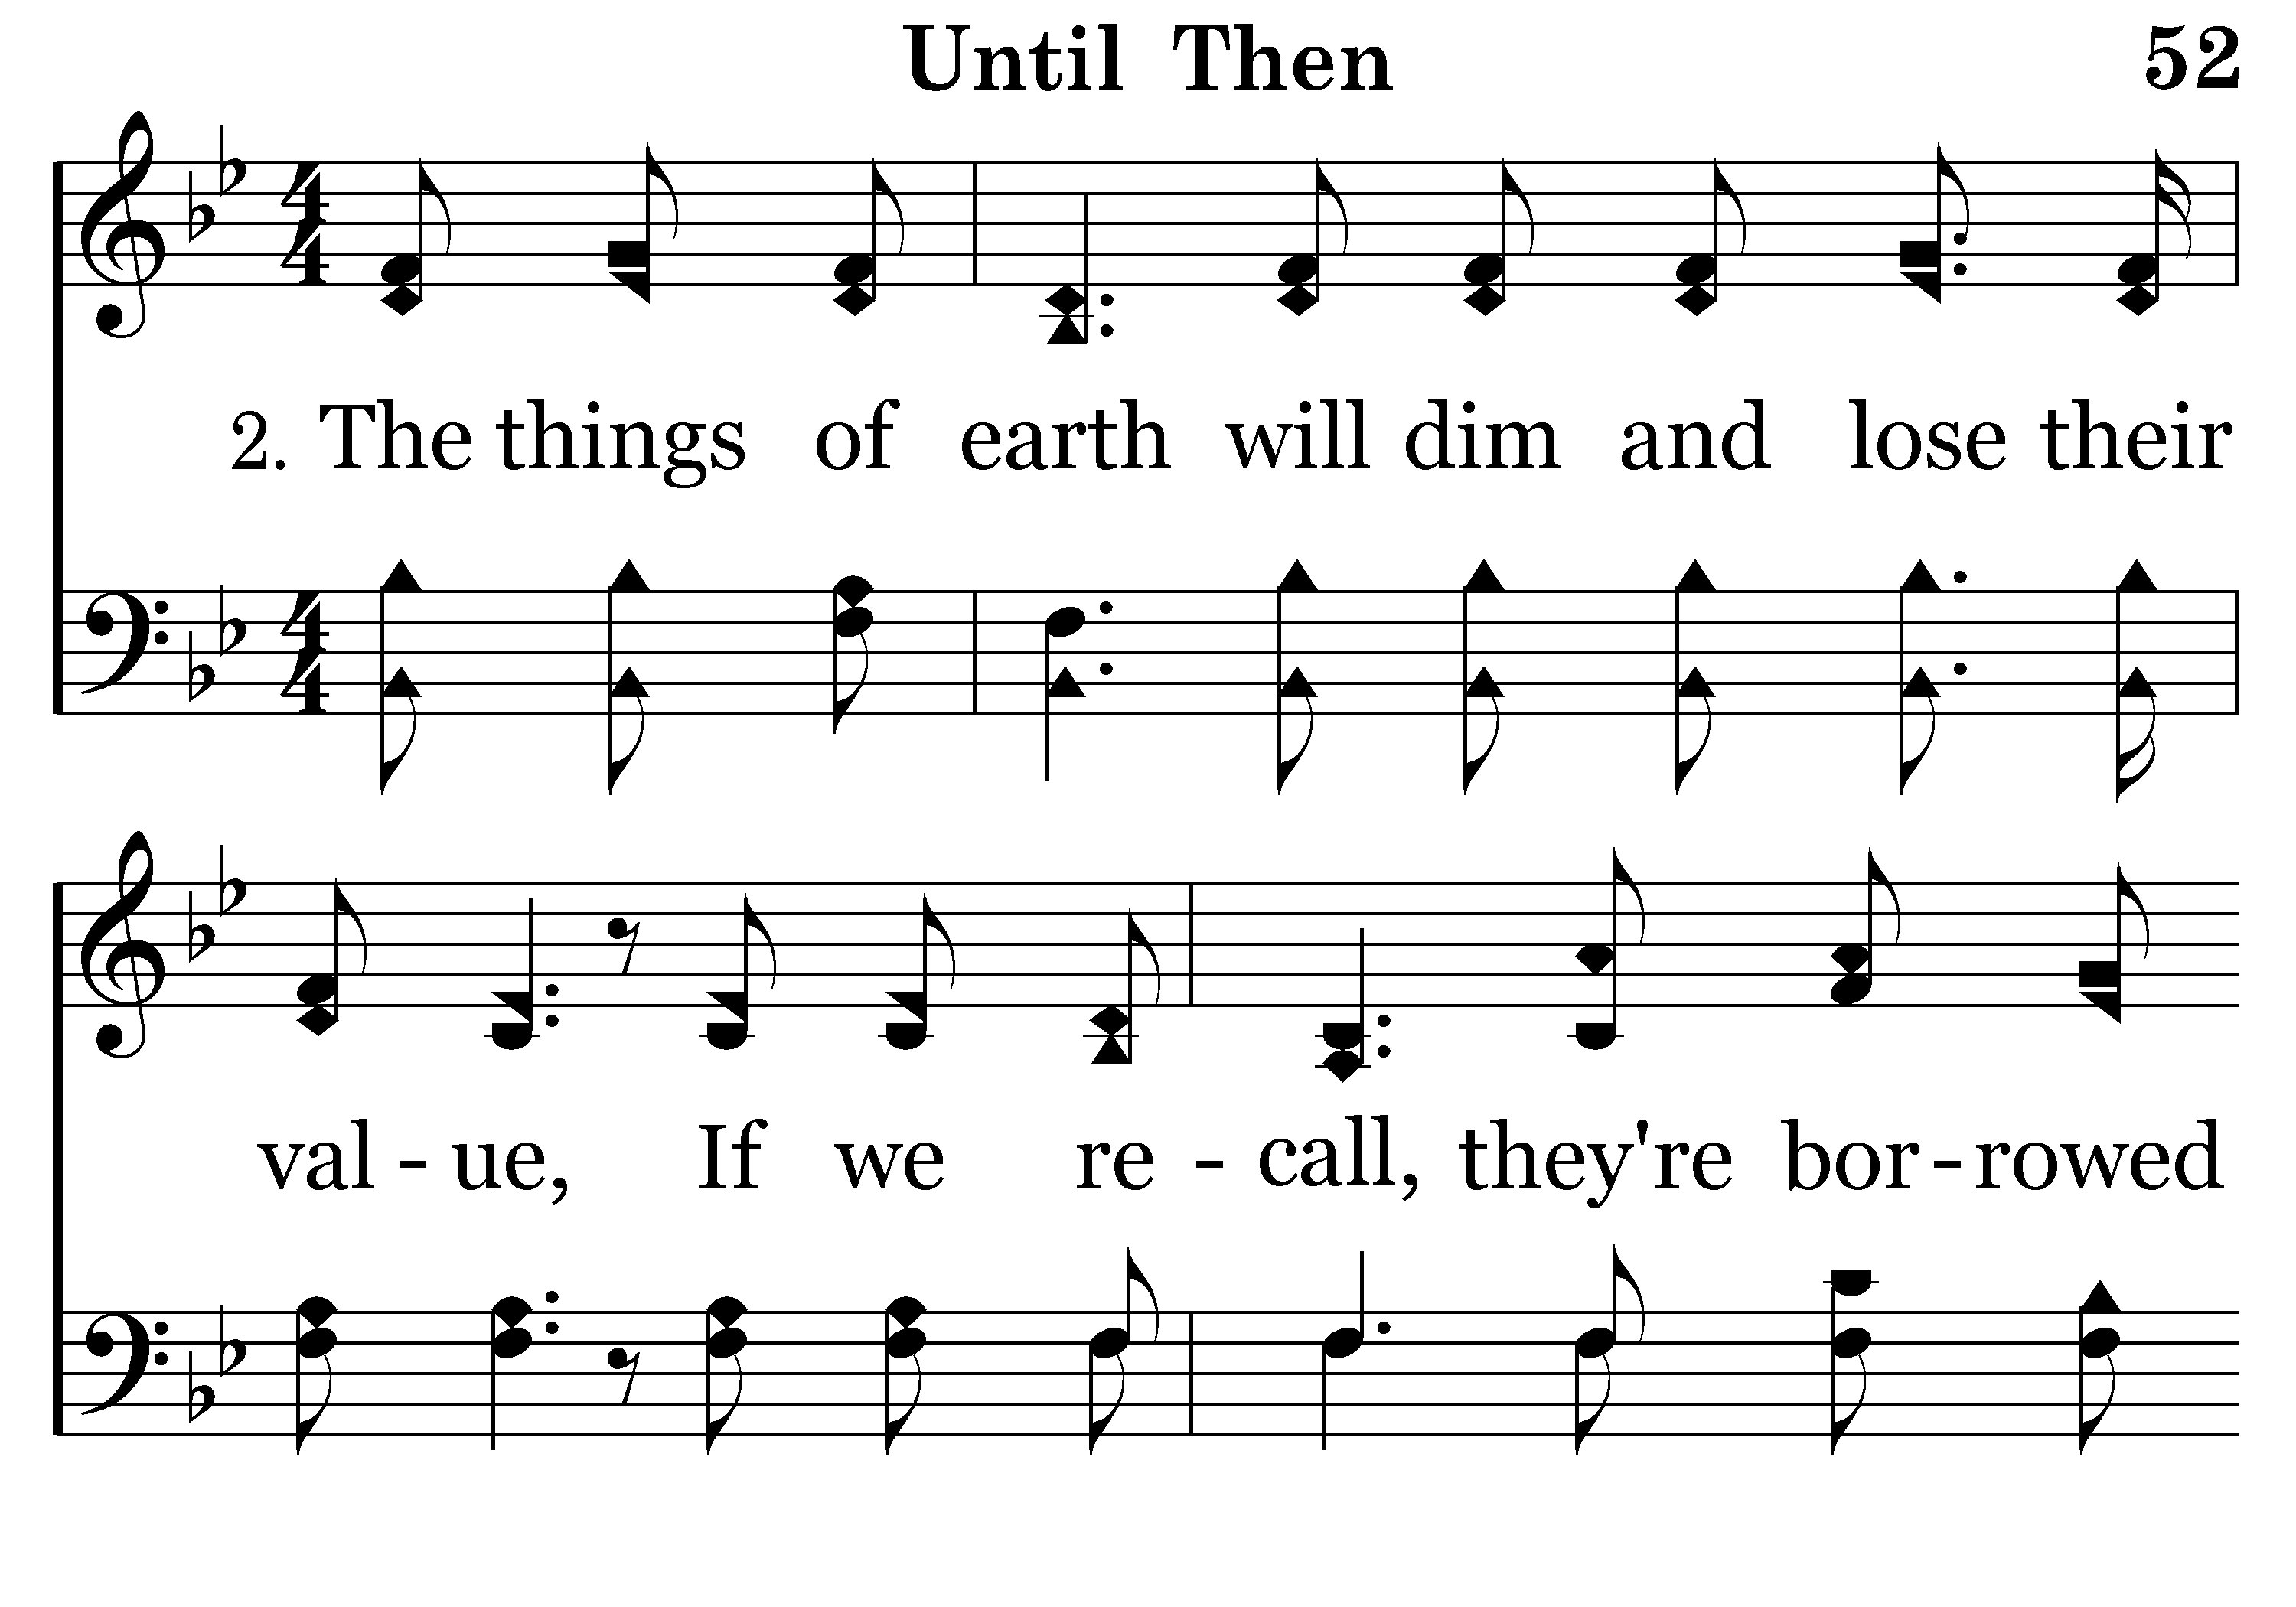 Until Then 52
2. The things of earth will dim and lose their
val - ue, If we re - call, they're bor - rowed